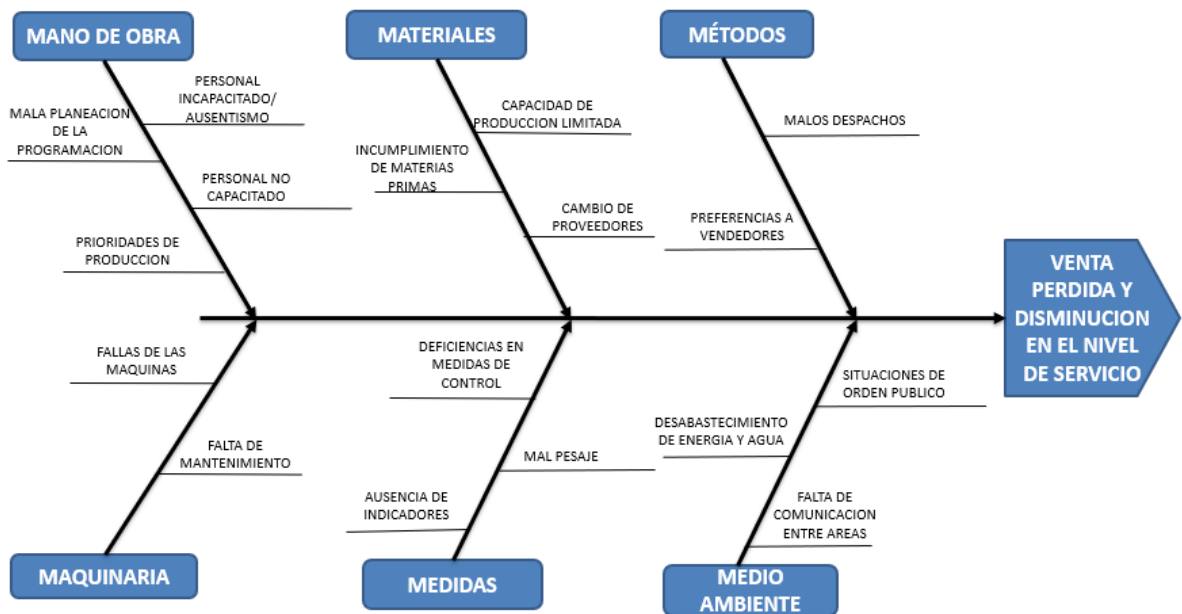 MANO DE OBRA
MATERIALES
MÉTODOS
PERSONAL
INCAPACITADO/
AUSENTISMO
MALA PLANEACION
DE LA
PROGRAMACION
PERSONAL NO
CAPACITADO
PRIORIDADES DE
PRODUCCION
CAPACIDAD DE
PRODUCCION LIMITADA
INCUMPLIMIENTO
DE MATERIAS
PRIMAS
CAMBIO DE
PROVEEDORES
MALOS DESPACHOS
PREFERENCIAS A
VENDEDORES
VENTA
PERDIDA Y
DISMINUCION
EN EL NIVEL
DE SERVICIO
FALLAS DE LAS
MAQUINAS
FALTA DE
MANTENIMIENTO
DEFICIENCIAS EN
MEDIDAS DE
CONTROL
MAL PESAJE
AUSENCIA DE
INDICADORES
SITUACIONES DE
ORDEN PUBLICO
DESABASTECIMIENTO
DE ENERGIA Y AGUA
FALTA DE
COMUNICACION
ENTRE AREAS
MAQUINARIA
MEDIDAS
MEDIO
AMBIENTE